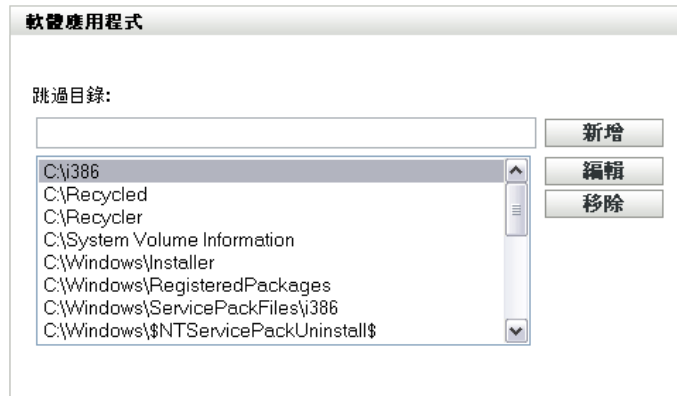 軟體應用程式
跳過目錄:
新增
C:\i386
C:\Recycled
C:\Recycler
C:\System Volume Information
C:\Windows\Installer
C:\Windows\RegisteredPackages
C:\Windows\ServicePackFiles\i386
C:\Windows\$NTServicePackUninstall$
編輯
移除